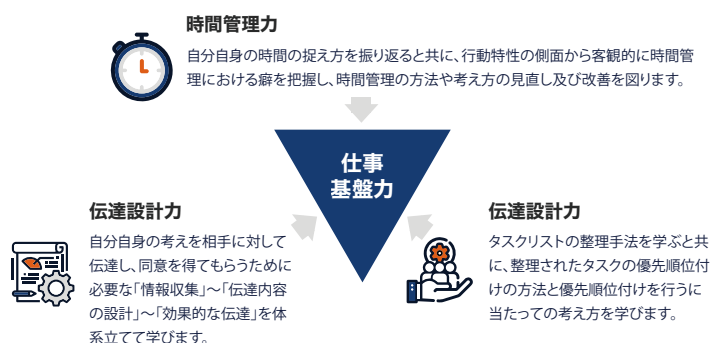 時間管理力
自分自身の時間の捉え方を振り返ると共に、行動特性の側面から客観的に時間管
理における癖を把握し、時間管理の方法や考え方の見直し及び改善を図ります。
仕事
基盤力
伝達設計力
自分自身の考えを相手に対して
伝達し、同意を得てもらうために
必要な「情報収集」～「伝達内容
の設計」～「効果的な伝達」を体
系立てて学びます。
伝達設計力
タスクリストの整理手法を学ぶと共
に、整理されたタスクの優先順位付
けの方法と優先順位付けを行うに
当たっての考え方を学びます。